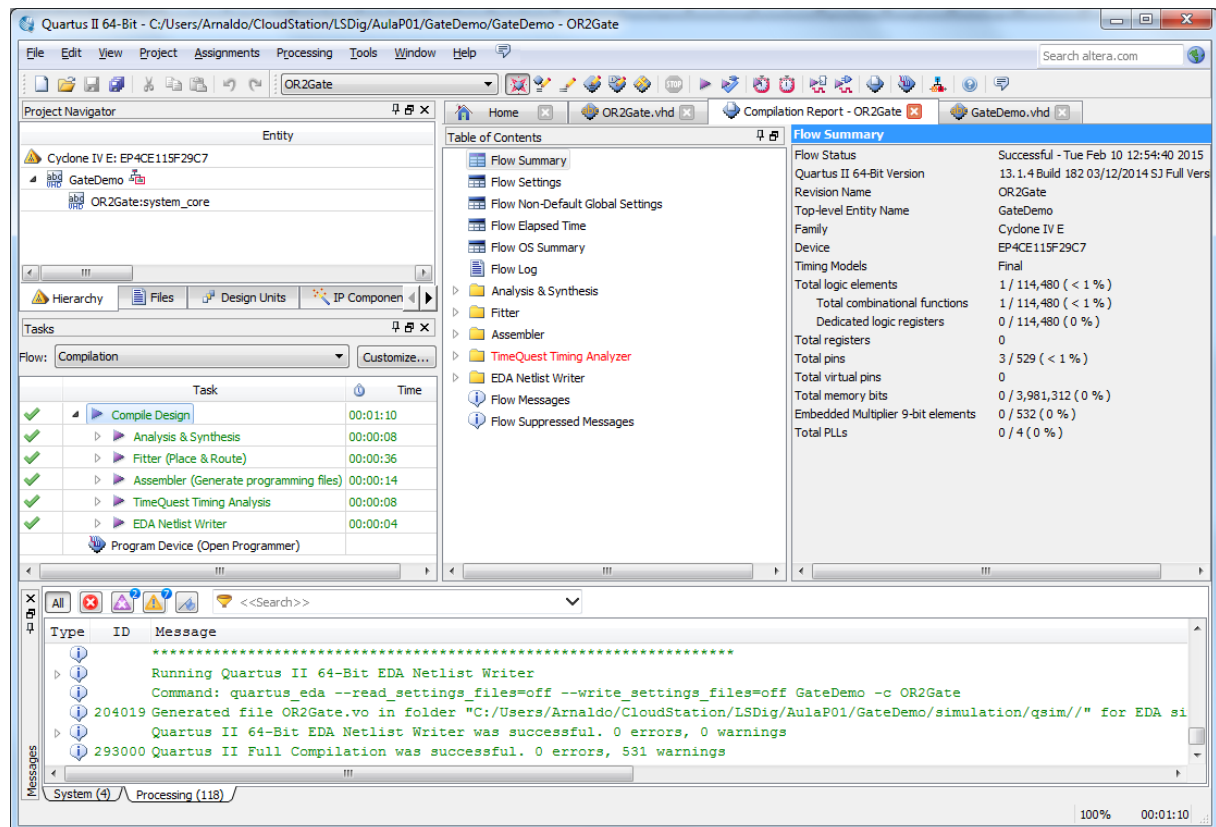 Quartus II 64-Bit - C:/Users/Arnaldo/CloudStation/LSDig/AulaP01/GateDemo/GateDemo - OR2Gate
File Edit View Project Assignments Processing Tools Window Help
Search altera.com
OR2Gate
STOP
Project Navigator
Entity
Cyclone IV E: EP4CE115F29C7
abd VHD GateDemo
abd VHD OR2Gate:system_core
Hierarchy Files Design Units IP Componen
Tasks
Flow: Compilation Customize...
Task Time
Compile Design 00:01:10
Analysis & Synthesis 00:00:08
Fitter (Place & Route) 00:00:36
Assembler (Generate programming files) 00:00:14
TimeQuest Timing Analysis 00:00:08
EDA Netlist Writer 00:00:04
Program Device (Open Programmer)
Home OR2Gate.vhd Compilation Report - OR2Gate GateDemo.vhd
Table of Contents
Flow Summary
Flow Settings
Flow Non-Default Global Settings
Flow Elapsed Time
Flow OS Summary
Flow Log
Analysis & Synthesis
Fitter
Assembler
TimeQuest Timing Analyzer
EDA Netlist Writer
Flow Messages
Flow Suppressed Messages
Flow Summary
Flow Status Successful - Tue Feb 10 12:54:40 2015
Quartus II 64-Bit Version 13.1.4 Build 182 03/12/2014 SJ Full Vers
Revision Name OR2Gate
Top-level Entity Name GateDemo
Family Cyclone IV E
Device EP4CE115F29C7
Timing Models Final
Total logic elements 1 / 114,480 ( < 1 % )
Total combinational functions 1 / 114,480 ( < 1 % )
Dedicated logic registers 0 / 114,480 ( 0 % )
Total registers 0
Total pins 3 / 529 ( < 1 % )
Total virtual pins 0
Total memory bits 0 / 3,981,312 ( 0 % )
Embedded Multiplier 9-bit elements 0 / 532 ( 0 % )
Total PLLs 0 / 4 ( 0 % )
All 2 7 <<Search>>
Type ID Message
*******************************************************************
Running Quartus II 64-Bit EDA Netlist Writer
Command: quartus_eda --read_settings_files=off --write_settings_files=off GateDemo -c OR2Gate
204019 Generated file OR2Gate.vo in folder "C:/Users/Arnaldo/CloudStation/LSDig/AulaP01/GateDemo/simulation/qsim//" for EDA si
Quartus II 64-Bit EDA Netlist Writer was successful. 0 errors, 0 warnings
293000 Quartus II Full Compilation was successful. 0 errors, 531 warnings
Messages
System (4) Processing (118)
100% 00:01:10